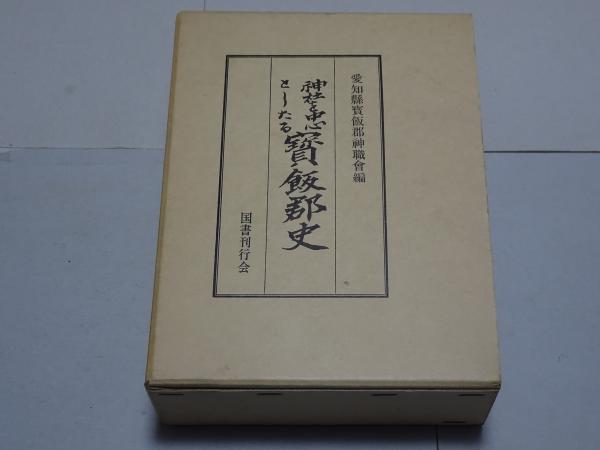 愛知縣寳飯郡神職會編
神社を中心
としたる
寳飯郡史
国書刊行会